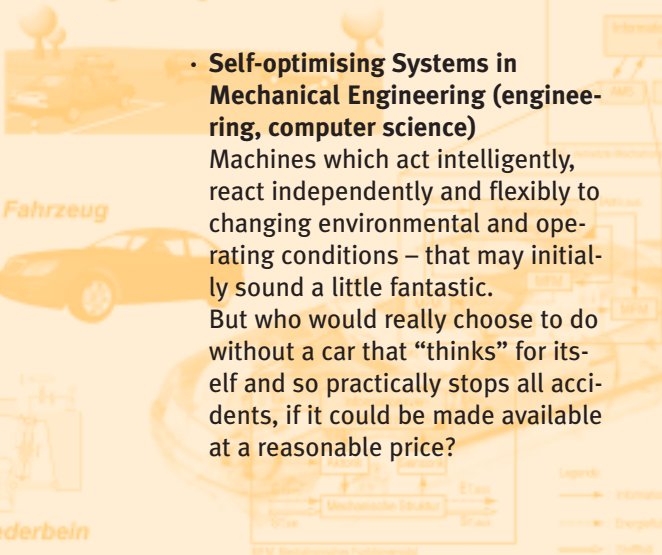 · Self-optimising Systems in
Mechanical Engineering (enginee-
ring, computer science)
Machines which act intelligently,
react independently and flexibly to
changing environmental and ope-
rating conditions – that may initial-
ly sound a little fantastic.
But who would really choose to do
without a car that “thinks” for its-
elf and so practically stops all acci-
dents, if it could be made available
at a reasonable price?
Fahrzeug
ederbein
Mechanische Struktur
Legende